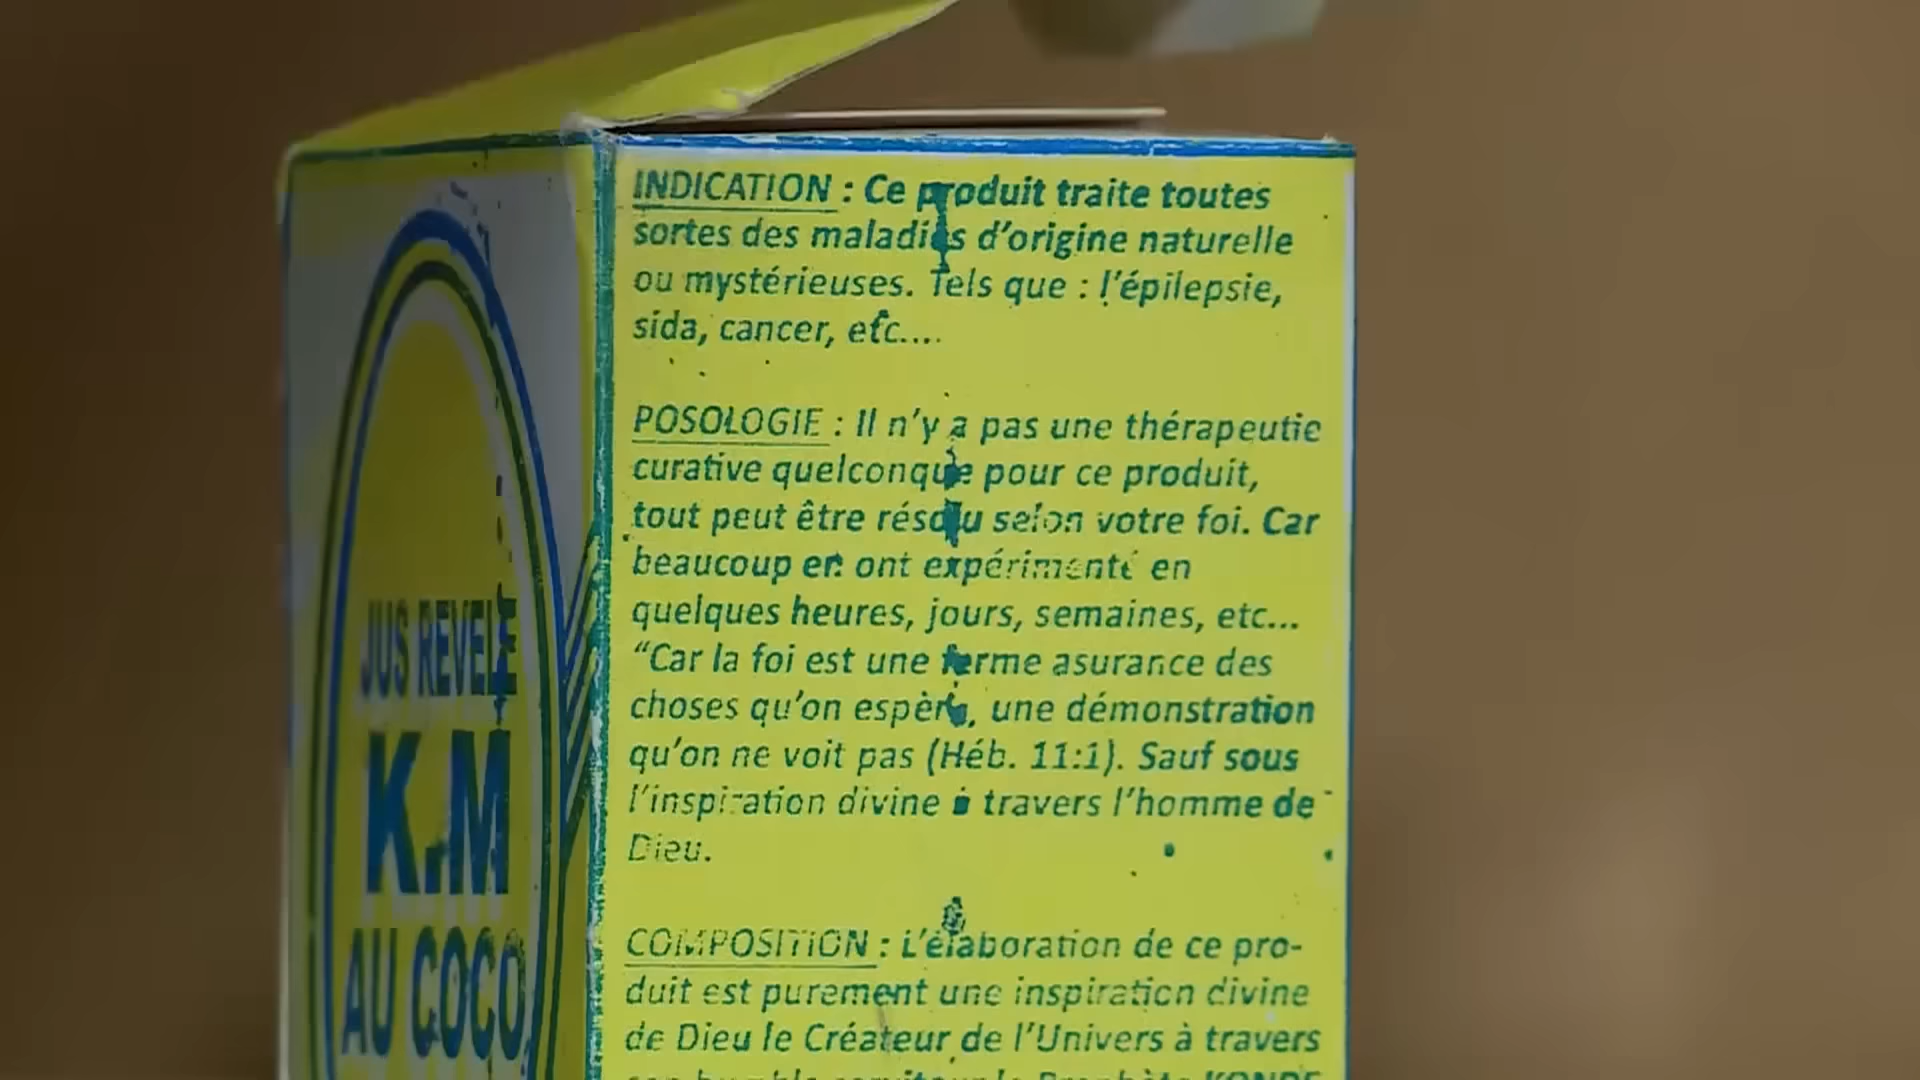 JUS REVELE
K.M
AU COCO
INDICATION : Ce produit traite toutes
sortes des maladies d'origine naturelle
ou mystérieuses. Tels que : l'épilepsie,
sida, cancer, etc....
POSOLOGIE : Il n'y a pas une thérapeutie
curative quelconque pour ce produit,
tout peut être résolu selon votre foi. Car
beaucoup en ont expérimenté en
quelques heures, jours, semaines, etc...
“Car la foi est une ferme asurance des
choses qu'on espère, une démonstration
qu'on ne voit pas (Héb. 11:1). Sauf sous
l'inspiration divine à travers l'homme de
Dieu.
COMPOSITION : L'élaboration de ce pro-
duit est purement une inspiration divine
de Dieu le Créateur de l'Univers à travers